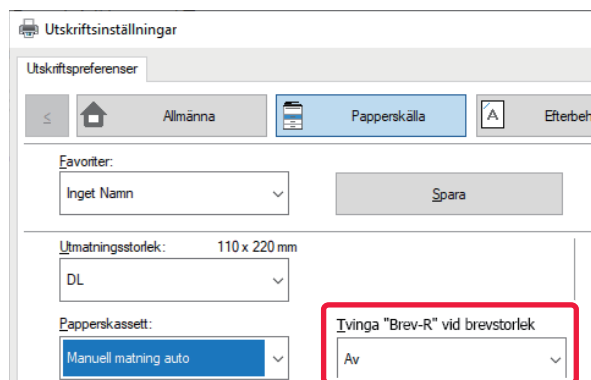 Utskriftsinställningar
Utskriftspreferenser
< Allmänna Papperskälla A Efterbeh
Favoriter:
Inget Namn Spara
Utmatningsstorlek: 110 x 220 mm
DL
Papperskassett: Tvinga "Brev-R" vid brevstorlek
Manuell matning auto Av